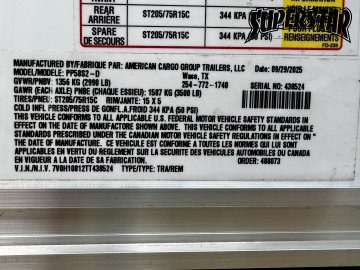 REAR
ARRIÈRE
ST205/75R15C
344 KPA
SPARE
DE SECOURS
ST205/75R15C
344 KPA (50 PSI)
RENSEIGNEMENTS
SUPERSTAR
MANUFACTURED BY/FABRIQUE PAR: AMERICAN CARGO GROUP TRAILERS, LLC
MODEL/MODELE: PP58S2-D Waco, TX DATE: 09/29/2025
GVWR/PNBV: 1356 KG (2990 LB) 254-772-1740
GAWR (EACH AXLE) PNBE (CHAQUE ESSIEU): 1587 KG (3500 LB) SERIAL NO: 430524
TIRES/PNEU: ST205/75R15C RIM/JANTE: 15 X 5
COLD INFL. PRESS/PRESS DE GONFL.A FROID 344 KPA (50 PSI)
THIS VEHICLE CONFORMS TO ALL APPLICABLE U.S. FEDERAL MOTOR VEHICLE SAFETY STANDARDS IN
EFFECT ON THE DATE OF MANUFACTURE SHOWN ABOVE. THIS VEHICLE CONFORMS TO ALL APPLICABLE
STANDARDS PRESCRIBED UNDER THE CANADIAN MOTOR VEHICLE SAFETY REGULATIONS IN EFFECT ON
THE DATE OF MANUFACTURE. CE VEHICULE EST CONFORME A TOUTES LES NORMES QUI LUI SONT
APPLICABLES EN VERTU DU REGLEMENT SUR LA SECURITE DES VEHICULES AUTOMOBILES DU CANADA
EN VIGUEUR A LA DATE DE SA FABRICATION. ORDER: 480073
V.I.N./N.I.V. 7V0H10812TT430524 TYPE: TRA/REM